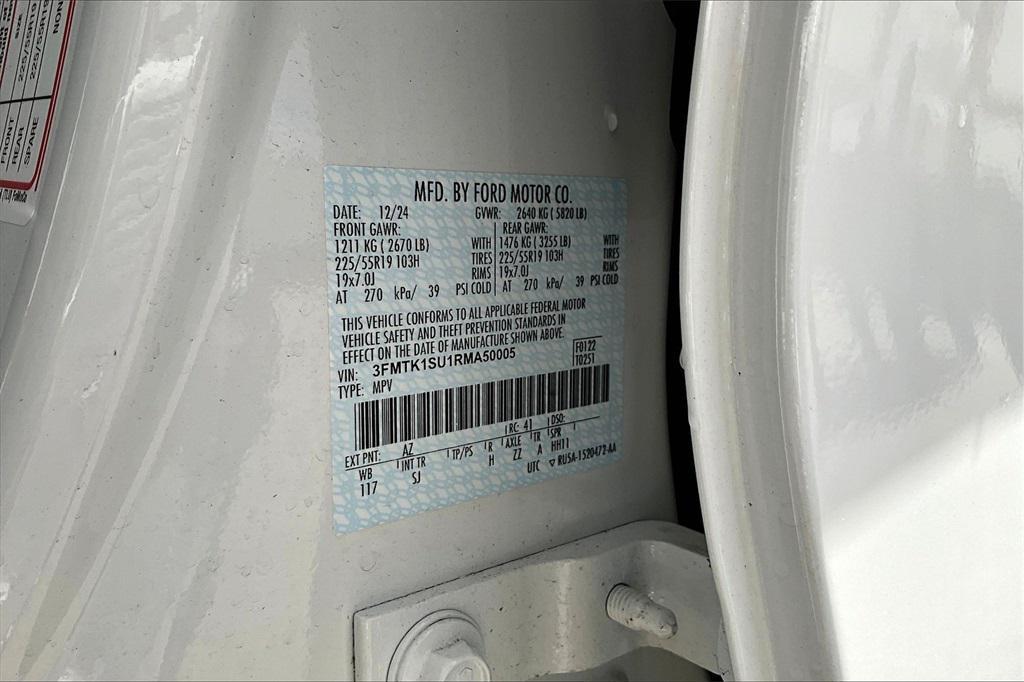 SIZE
FRONT 225/55R19
REAR 225/55R19
SPARE NONE
MFD. BY FORD MOTOR CO.
DATE: 12/24 GVWR: 2640 KG ( 5820 LB)
FRONT GAWR: REAR GAWR:
1211 KG ( 2670 LB) WITH 1476 KG ( 3255 LB) WITH
225/55R19 103H TIRES 225/55R19 103H TIRES
19x7.0J RIMS 19x7.0J RIMS
AT 270 kPa/ 39 PSI COLD AT 270 kPa/ 39 PSI COLD
THIS VEHICLE CONFORMS TO ALL APPLICABLE FEDERAL MOTOR
VEHICLE SAFETY AND THEFT PREVENTION STANDARDS IN
EFFECT ON THE DATE OF MANUFACTURE SHOWN ABOVE.
VIN: 3FMTK1SU1RMA50005 F0122
TYPE: MPV T0251
EXT PNT: AZ RC: 41 DSO:
WB INT TR TP/PS R AXLE TR SPR
117 SJ H ZZ A HH11
UTC ▽ RU5A-1520472-AA